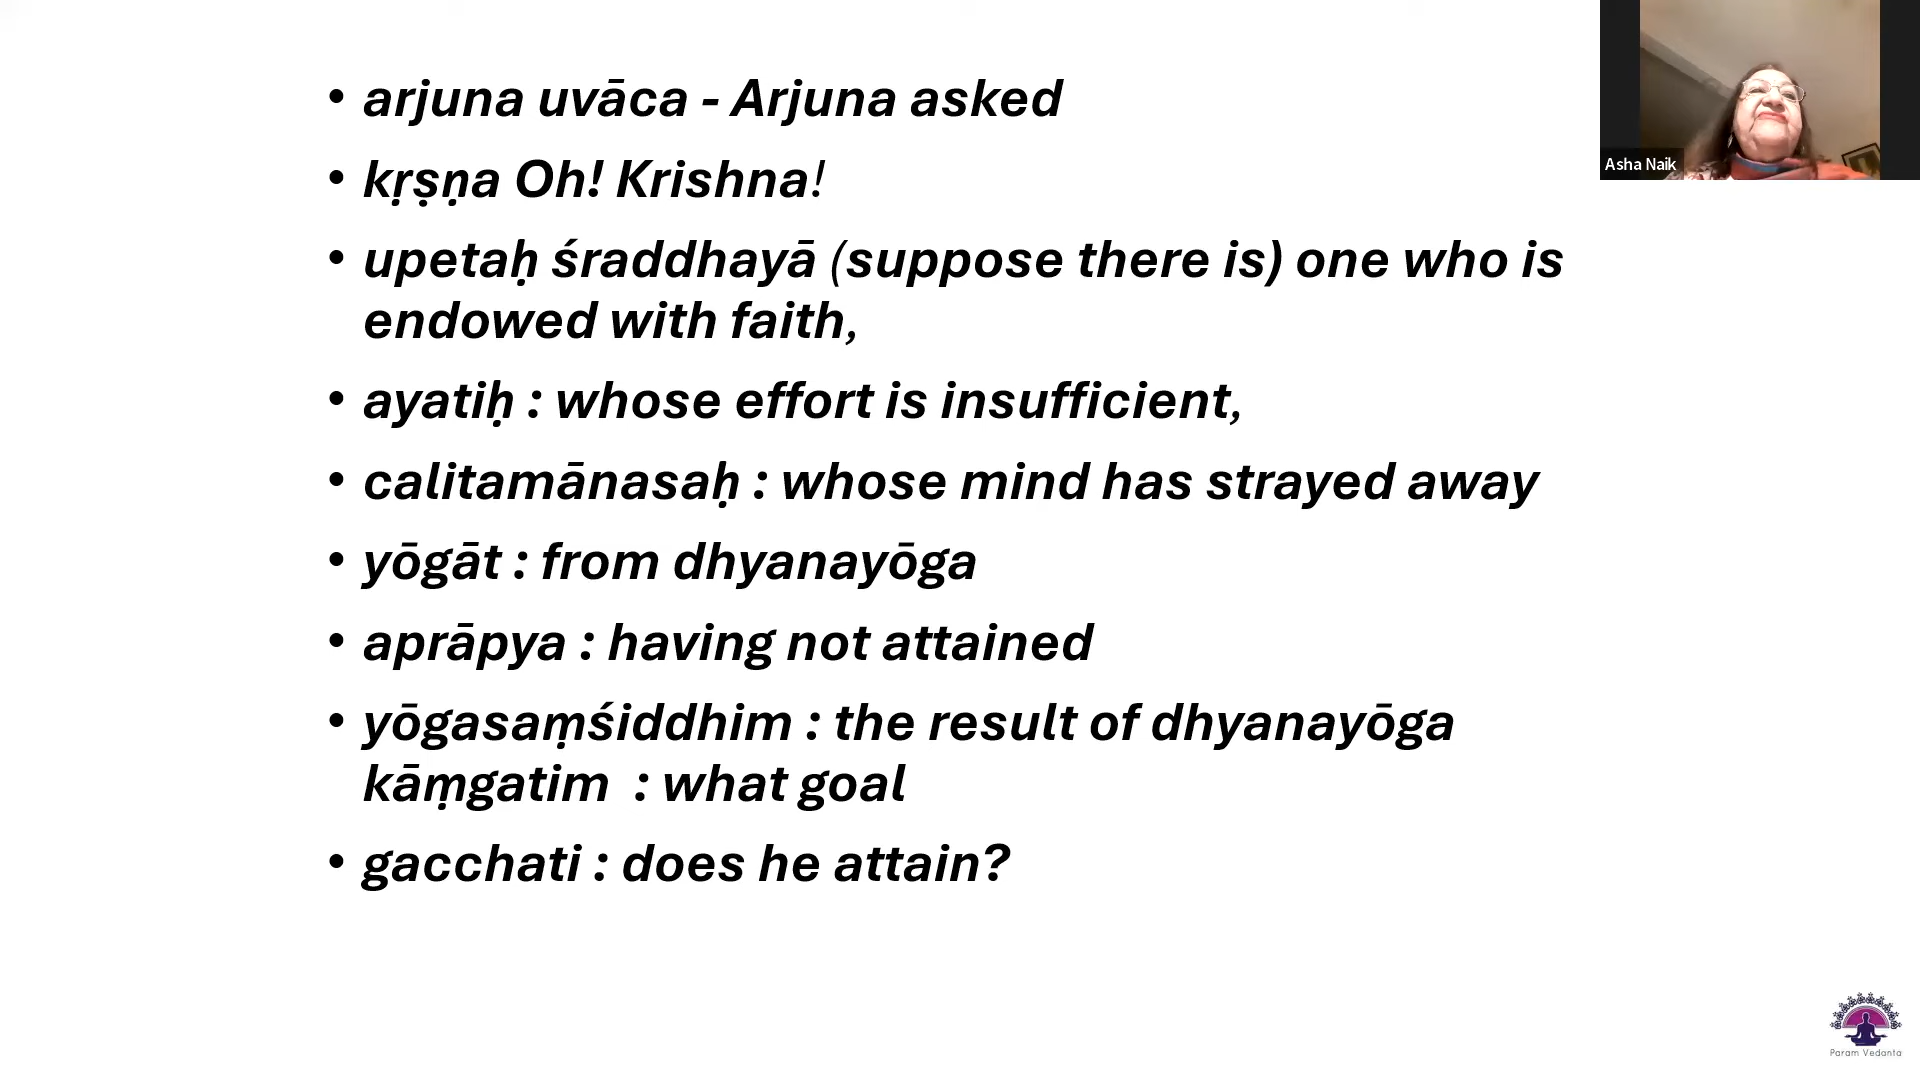 • arjuna uvāca - Arjuna asked
• kṛṣṇa Oh! Krishna!
• upetaḥ śraddhayā (suppose there is) one who is
endowed with faith,
• ayatiḥ : whose effort is insufficient,
• calitamānasaḥ : whose mind has strayed away
• yōgāt : from dhyanayōga
• aprāpya : having not attained
• yōgasaṃśiddhim : the result of dhyanayōga
kāṃgatim : what goal
• gacchati : does he attain?
Asha Naik
Param Vedanta